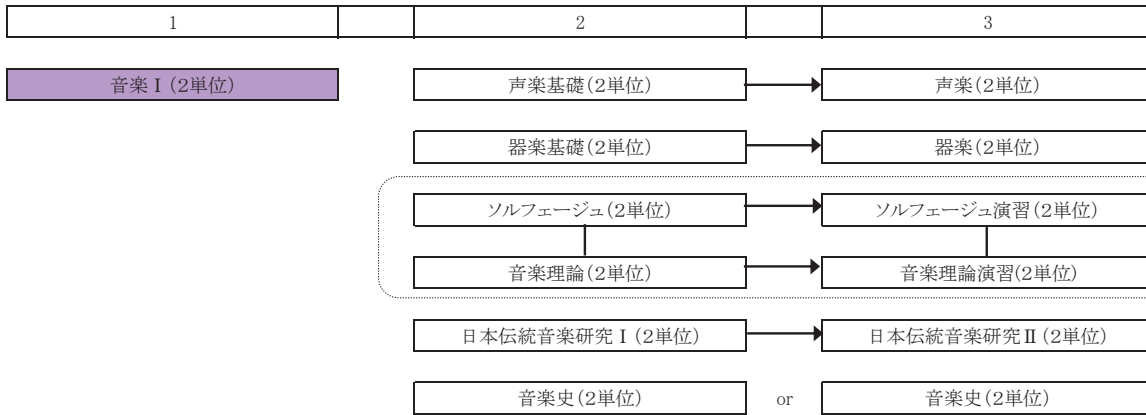 1 2 3
音楽Ⅰ(2単位) 声楽基礎(2単位) 声楽(2単位)
器楽基礎(2単位) 器楽(2単位)
ソルフェージュ(2単位) ソルフェージュ演習(2単位)
音楽理論(2単位) 音楽理論演習(2単位)
日本伝統音楽研究Ⅰ(2単位) 日本伝統音楽研究Ⅱ(2単位)
音楽史(2単位) or 音楽史(2単位)